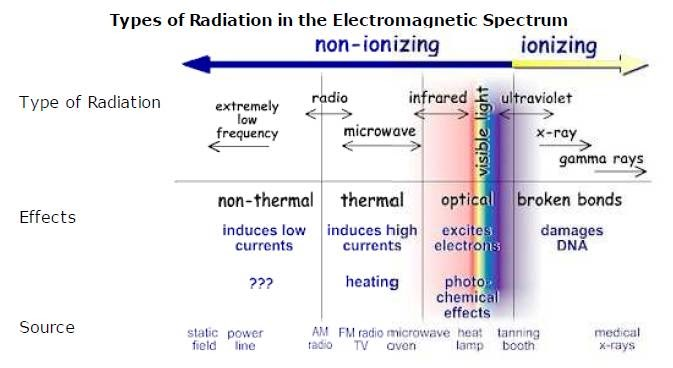 Types of Radiation in the Electromagnetic Spectrum
non-ionizing
ionizing
Type of Radiation
extremely
low
frequency
radio
microwave
infrared
visible light
ultraviolet
x-ray
gamma rays
Effects
non-thermal
thermal
optical
broken bonds
induces low
currents
induces high
currents
excites
electrons
damages
DNA
???
heating
photo-
chemical
effects
Source
static
field
power
line
AM
radio
FM radio
TV
microwave
oven
heat
lamp
tanning
booth
medical
x-rays